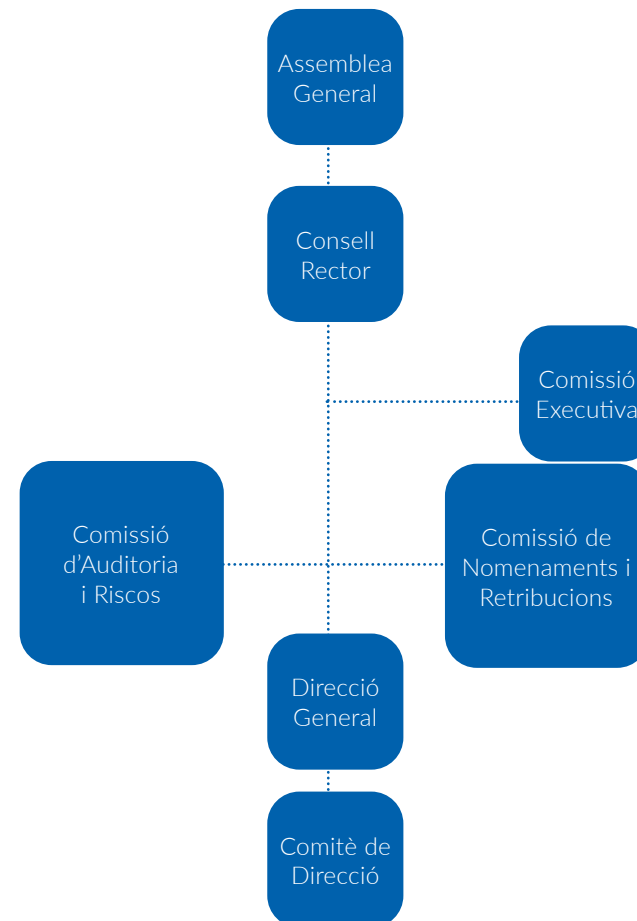 Assemblea
General
Consell
Rector
Comissió
Executiva
Comissió
d'Auditoria
i Riscos
Comissió de
Nomenaments i
Retribucions
Direcció
General
Comitè de
Direcció